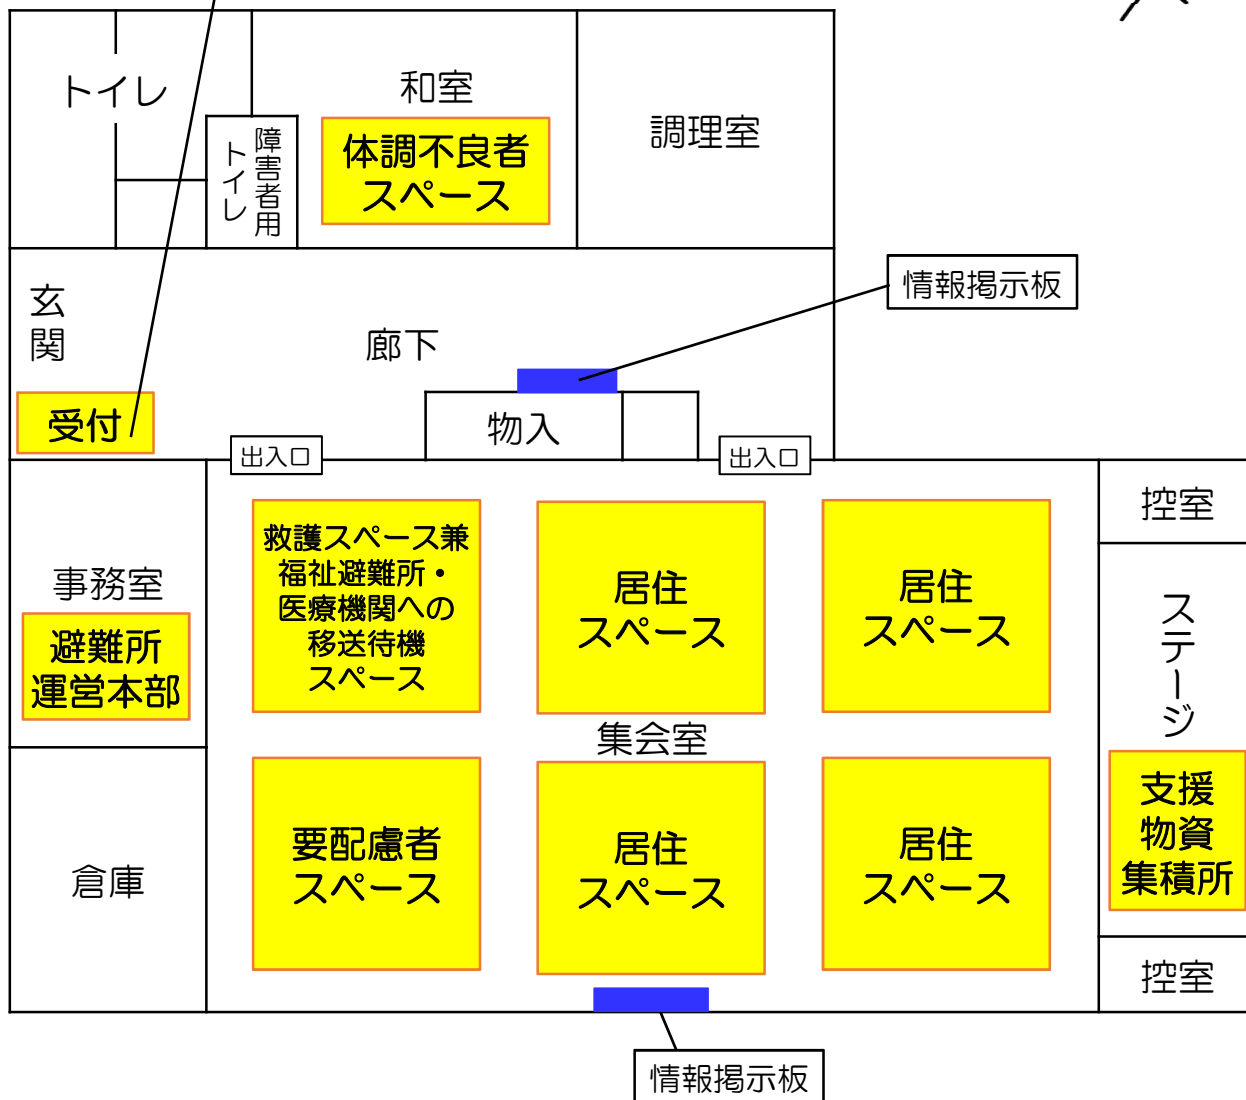 トイレ
障害者用
トイレ
和室
体調不良者
スペース
調理室
玄
関
廊下
情報掲示板
受付
物入
出入口
出入口
事務室
避難所
運営本部
救護スペース兼
福祉避難所・
医療機関への
移送待機
スペース
居住
スペース
居住
スペース
控室
ステージ
集会室
支援
物資
集積所
倉庫
要配慮者
スペース
居住
スペース
居住
スペース
控室
情報掲示板